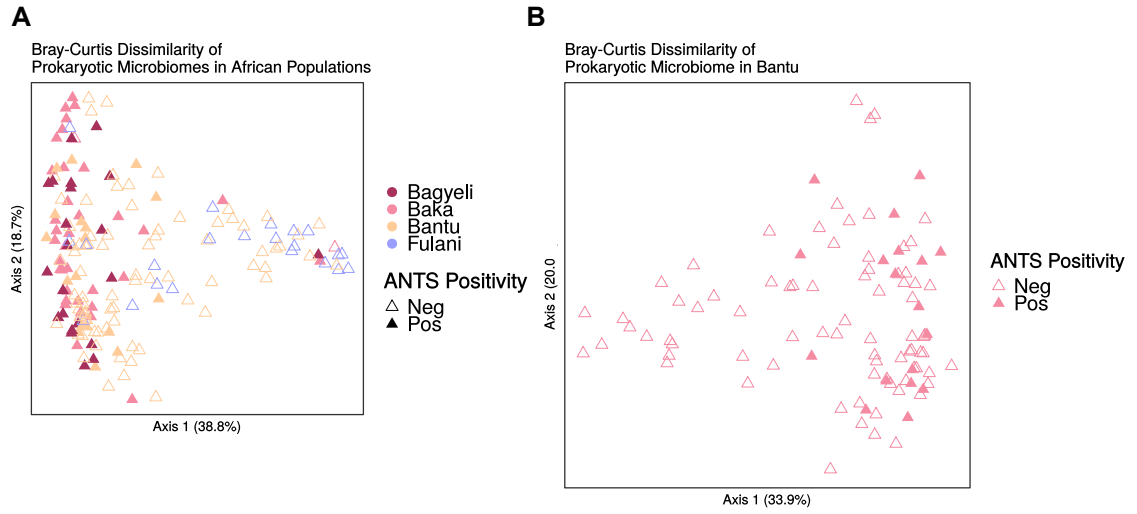 A
Bray-Curtis Dissimilarity of
Prokaryotic Microbiomes in African Populations
Axis 2 (18.7%)
Axis 1 (38.8%)
Bagyeli
Baka
Bantu
Fulani
ANTS Positivity
Neg
Pos
B
Bray-Curtis Dissimilarity of
Prokaryotic Microbiome in Bantu
Axis 2 (20.0
Axis 1 (33.9%)
ANTS Positivity
Neg
Pos